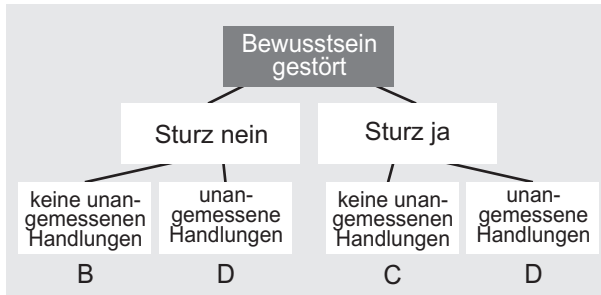 Bewusstsein
gestört
Sturz nein
Sturz ja
keine unan-
gemessenen
Handlungen
unan-
gemessene
Handlungen
keine unan-
gemessenen
Handlungen
unan-
gemessene
Handlungen
B
D
C
D